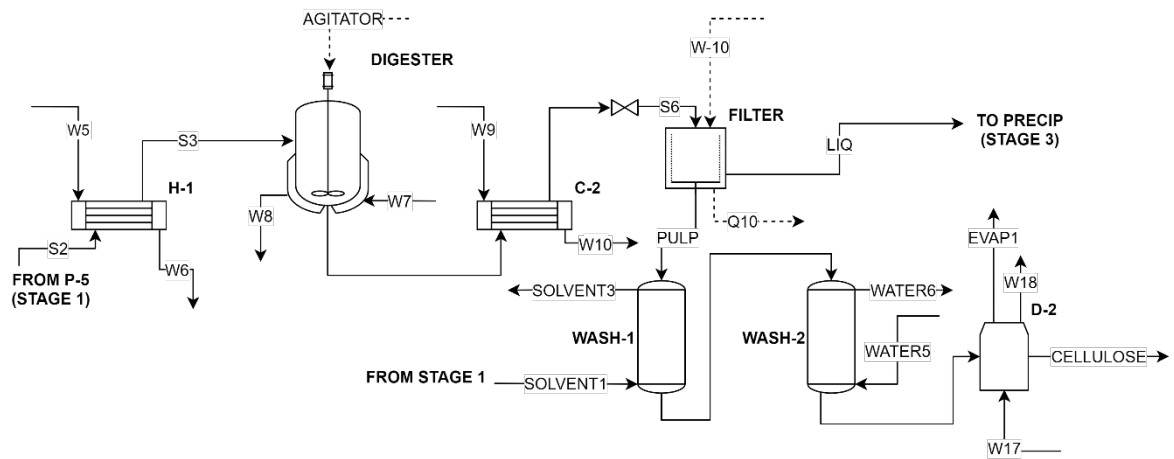 AGITATOR
DIGESTER
W-10
W5
S3
W9
S6
FILTER
TO PRECIP
(STAGE 3)
LIQ
H-1
C-2
W8
W7
S2
W6
FROM P-5
(STAGE 1)
W10
PULP
Q10
EVAP1
W18
SOLVENT3
WATER6
D-2
WASH-1
WASH-2
WATER5
CELLULOSE
FROM STAGE 1
SOLVENT1
W17